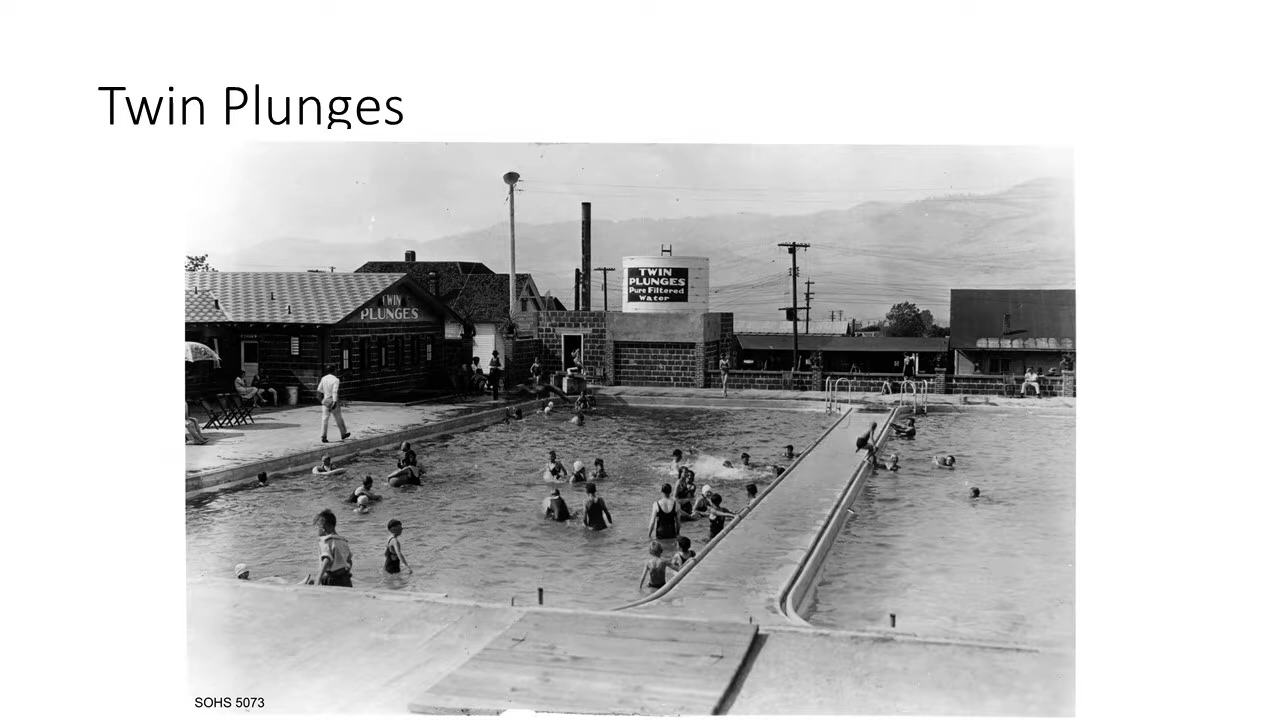 Twin Plunges
TWIN
PLUNGES
TWIN
PLUNGES
Pure Filtered
Water
SOHS 5073